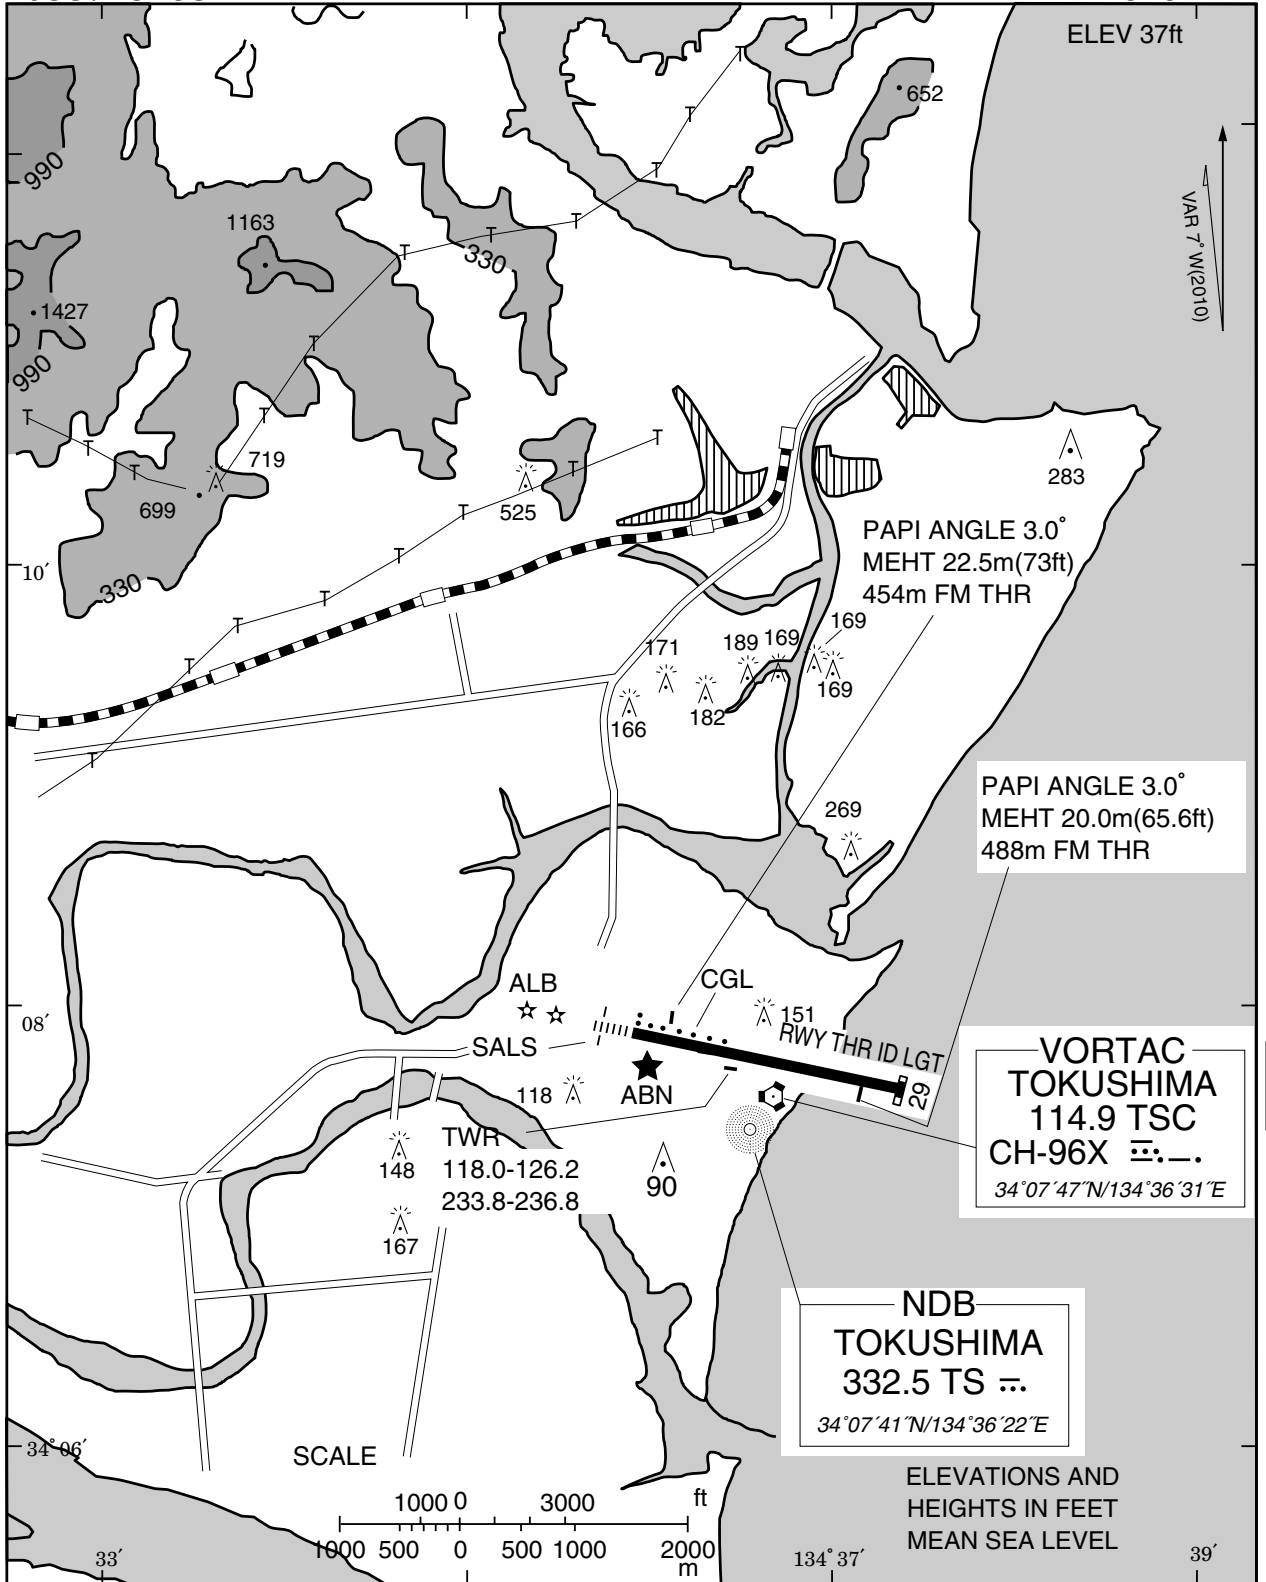 ELEV 37ft
652
990
VAR 7° W(2010)
1163
330
1427
990
719
283
699
525
PAPI ANGLE 3.0°
MEHT 22.5m(73ft)
454m FM THR
10′
330
169
171
189
169
169
182
166
PAPI ANGLE 3.0°
MEHT 20.0m(65.6ft)
488m FM THR
269
ALB
CGL
151
08′
RWY THR ID LGT
SALS
29
VORTAC
TOKUSHIMA
114.9 TSC
CH-96X
34°07′47″N/134°36′31″E
118
ABN
TWR
118.0-126.2
233.8-236.8
148
90
167
NDB
TOKUSHIMA
332.5 TS
34°07′41″N/134°36′22″E
34°06′
SCALE
ELEVATIONS AND
HEIGHTS IN FEET
MEAN SEA LEVEL
1000 0 3000 ft
1000 500 0 500 1000 2000
m
33′
134°37′
39′